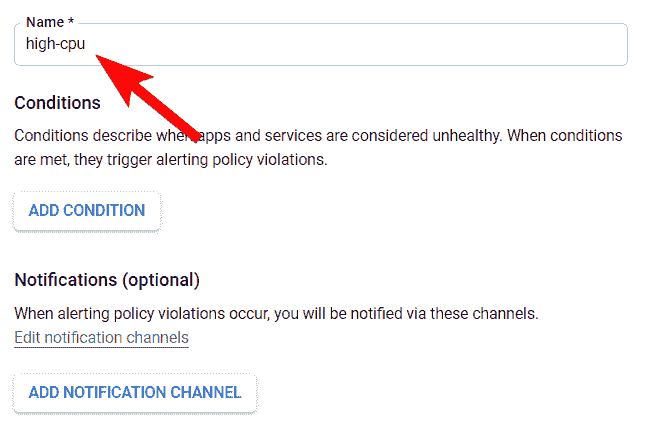 Name *
high-cpu
Conditions
Conditions describe when apps and services are considered unhealthy. When conditions
are met, they trigger alerting policy violations.
ADD CONDITION
Notifications (optional)
When alerting policy violations occur, you will be notified via these channels.
Edit notification channels
ADD NOTIFICATION CHANNEL